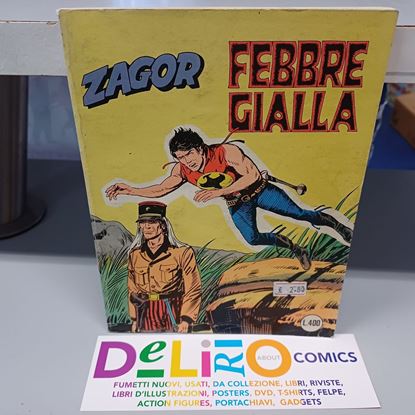 ZAGOR
FEBBRE
GIALLA
€ 2.80
L.400
DeLiRiO
ABOUT
COMICS
FUMETTI NUOVI, USATI, DA COLLEZIONE, LIBRI, RIVISTE,
LIBRI D'ILLUSTRAZIONI, POSTERS, DVD, T-SHIRTS, FELPE,
ACTION FIGURES, PORTACHIAVI, GADGETS